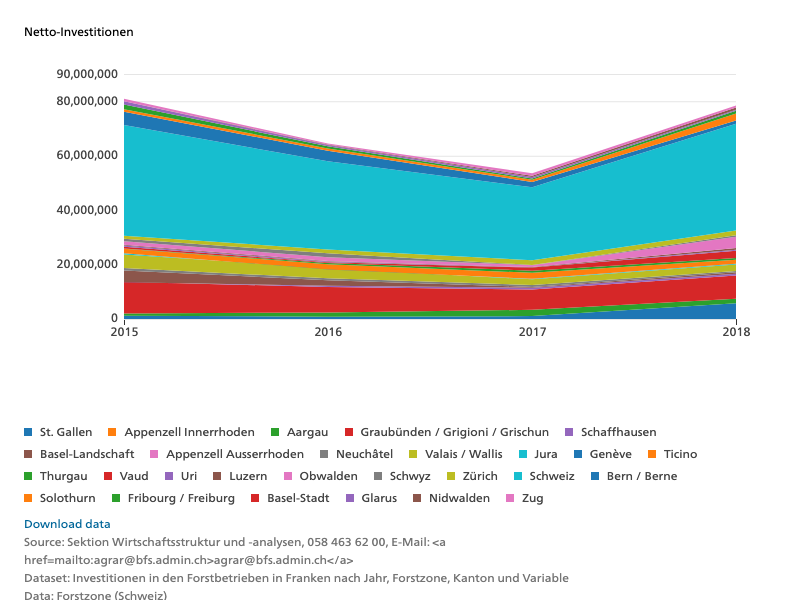 Netto-Investitionen
90,000,000
80,000,000
60,000,000
40,000,000
20,000,000
0
2015 2016 2017 2018
St. Gallen Appenzell Innerrhoden Aargau Graubünden / Grigioni / Grischun Schaffhausen
Basel-Landschaft Appenzell Ausserrhoden Neuchâtel Valais / Wallis Jura Genève Ticino
Thurgau Vaud Uri Luzern Obwalden Schwyz Zürich Schweiz Bern / Berne
Solothurn Fribourg / Freiburg Basel-Stadt Glarus Nidwalden Zug
Download data
Source: Sektion Wirtschaftsstruktur und -analysen, 058 463 62 00, E-Mail: <a
href=mailto:agrar@bfs.admin.ch>agrar@bfs.admin.ch</a>
Dataset: Investitionen in den Forstbetrieben in Franken nach Jahr, Forstzone, Kanton und Variable
Data: Forstzone (Schweiz)